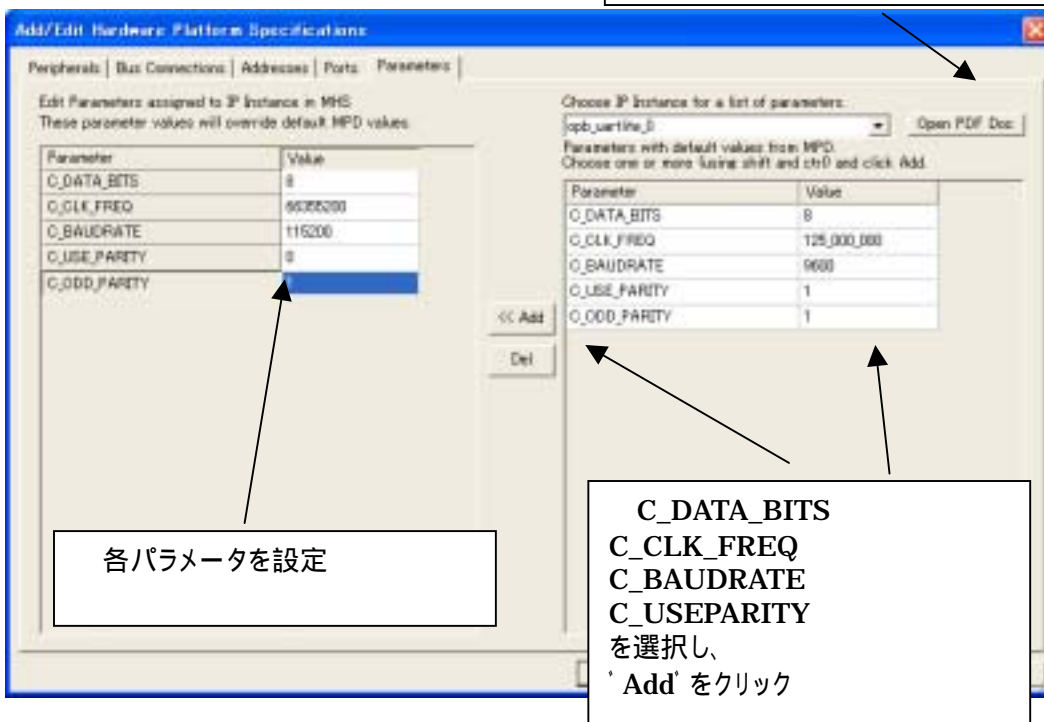 Add/Edit Hardware Platform Specifications
Peripherals | Bus Connections | Addresses | Ports Parameters |
Edit Parameters assigned to IP Instance in MHS
These parameter values will override default MPD values.
Parameter Value
C_DATA_BITS 8
C_CLK_FREQ 66355200
C_BAUDRATE 115200
C_USE_PARITY 0
C_ODD_PARITY
<< Add
Del
Choose IP Instance for a list of parameters.
opb_uartlite_0
Open PDF Doc
Parameters with default values from MPD.
Choose one or more (using shift and ctrl) and click Add.
Parameter Value
C_DATA_BITS 8
C_CLK_FREQ 125_000_000
C_BAUDRATE 9600
C_USE_PARITY 1
C_ODD_PARITY 1
各パラメータを設定
C_DATA_BITS
C_CLK_FREQ
C_BAUDRATE
C_USEPARITY
を選択し、
゛Add゛をクリック